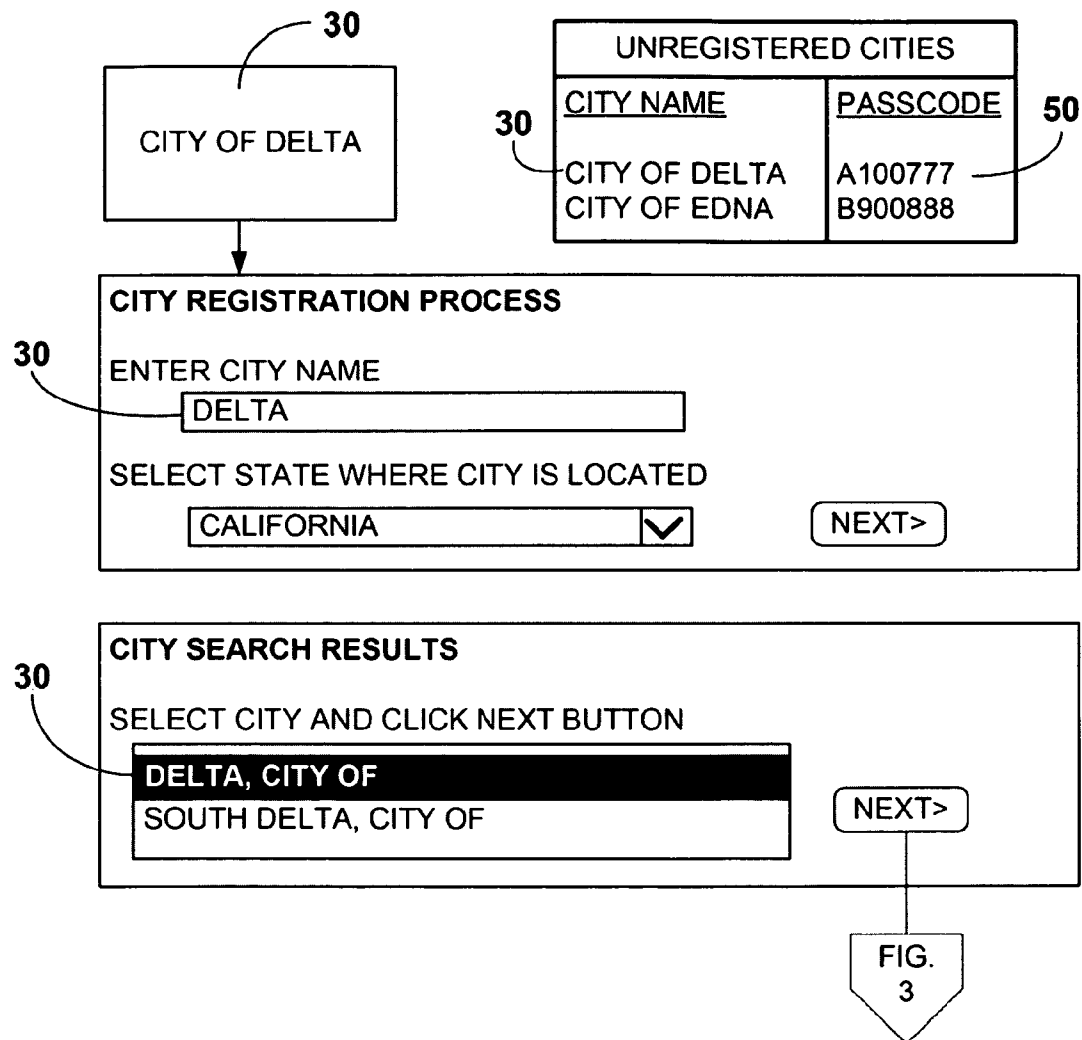 30
CITY OF DELTA
UNREGISTERED CITIES
CITY NAME PASSCODE
30 50
CITY OF DELTA A100777
CITY OF EDNA B900888
CITY REGISTRATION PROCESS
30
ENTER CITY NAME
DELTA
SELECT STATE WHERE CITY IS LOCATED
CALIFORNIA NEXT>
CITY SEARCH RESULTS
30
SELECT CITY AND CLICK NEXT BUTTON
DELTA, CITY OF
SOUTH DELTA, CITY OF NEXT>
FIG.
3